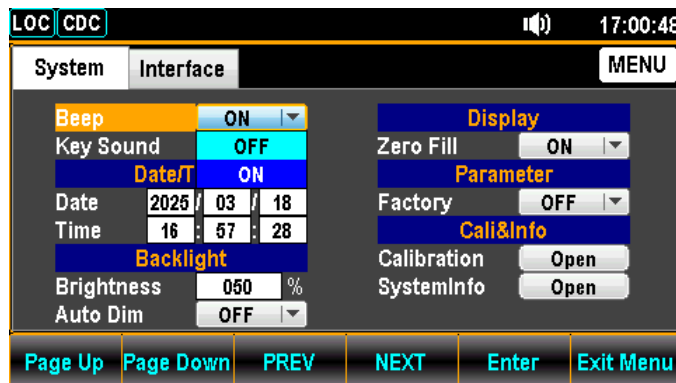 LOC CDC 17:00:48
System Interface MENU
Beep ON
Key Sound OFF
Date/T ON
Date 2025 / 03 / 18
Time 16 : 57 : 28
Backlight
Brightness 050 %
Auto Dim OFF
Display
Zero Fill ON
Parameter
Factory OFF
Cali&Info
Calibration Open
SystemInfo Open
Page Up Page Down PREV NEXT Enter Exit Menu